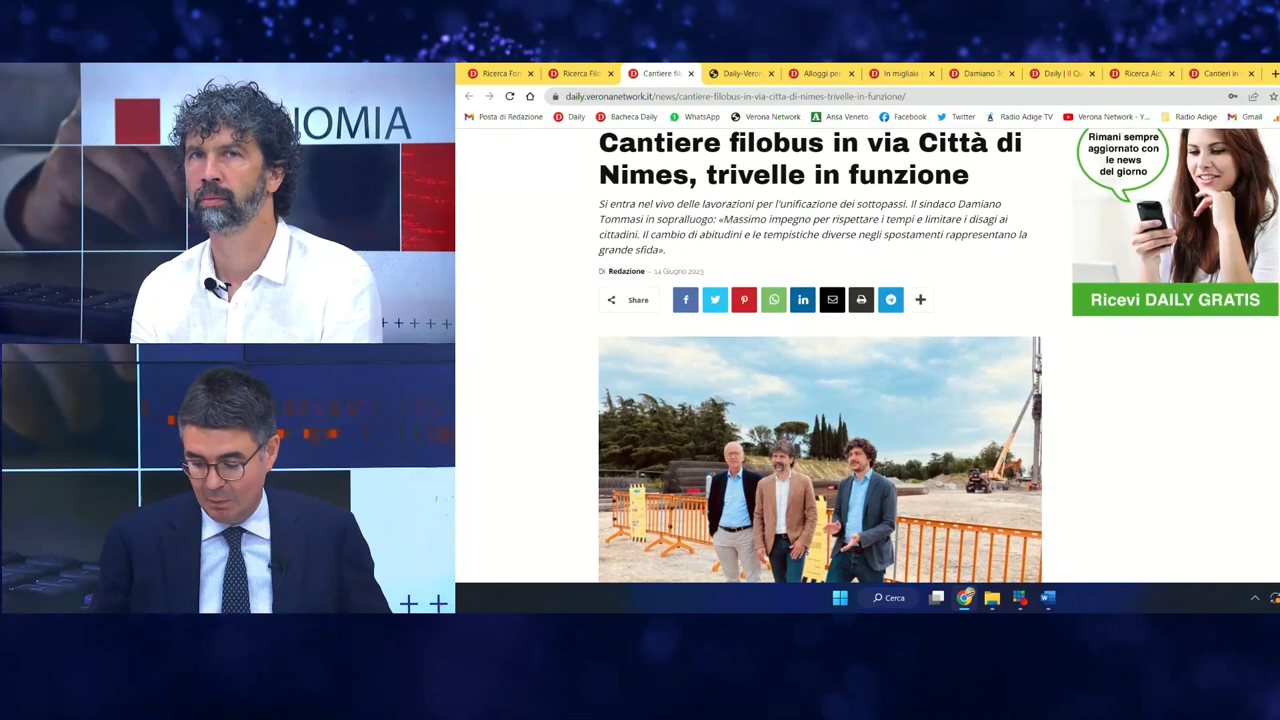 NOMIA
Ricerca Fon
Ricerca Filo
Cantiere filo
Daily-Veron
Alloggi per
In migliaia
Damiano To
Daily | Il Qu
Ricerca Aid
Cantieri in
daily.veronanetwork.it/news/cantiere-filobus-in-via-citta-di-nimes-trivelle-in-funzione/
Posta di Redazione Daily Bacheca Daily WhatsApp Verona Network Ansa Veneto Facebook Twitter Radio Adige TV Verona Network - Y... Radio Adige Gmail
Cantiere filobus in via Città di
Nimes, trivelle in funzione
Si entra nel vivo delle lavorazioni per l'unificazione dei sottopassi. Il sindaco Damiano
Tommasi in sopralluogo: «Massimo impegno per rispettare i tempi e limitare i disagi ai
cittadini. Il cambio di abitudini e le tempistiche diverse negli spostamenti rappresentano la
grande sfida».
Di Redazione - 14 Giugno 2023
Share
Rimani sempre
aggiornato con
le news
del giorno
Ricevi DAILY GRATIS
Cerca